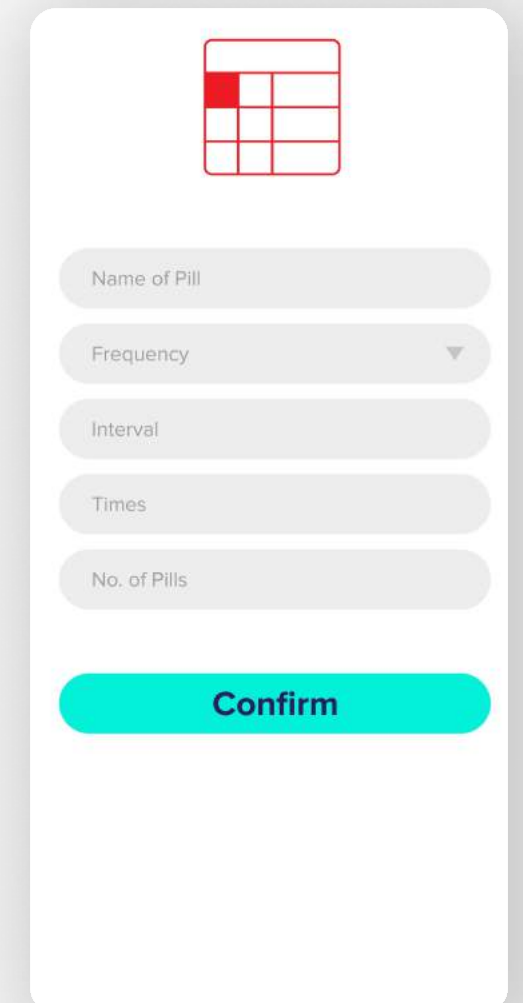 Name of Pill
Frequency
Interval
Times
No. of Pills
Confirm